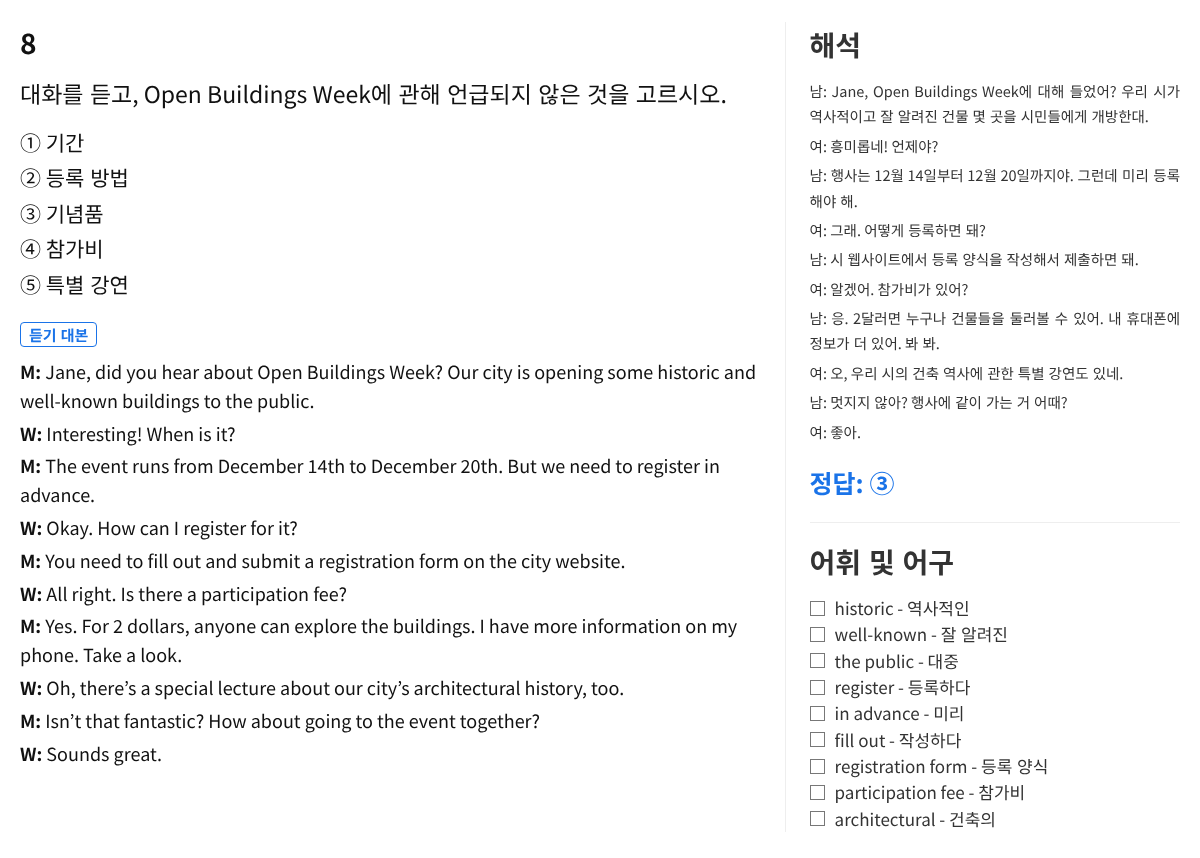 8
대화를 듣고, Open Buildings Week에 관해 언급되지 않은 것을 고르시오.
① 기간
② 등록 방법
③ 기념품
④ 참가비
⑤ 특별 강연
듣기 대본
M: Jane, did you hear about Open Buildings Week? Our city is opening some historic and
well-known buildings to the public.
W: Interesting! When is it?
M: The event runs from December 14th to December 20th. But we need to register in
advance.
W: Okay. How can I register for it?
M: You need to fill out and submit a registration form on the city website.
W: All right. Is there a participation fee?
M: Yes. For 2 dollars, anyone can explore the buildings. I have more information on my
phone. Take a look.
W: Oh, there’s a special lecture about our city’s architectural history, too.
M: Isn’t that fantastic? How about going to the event together?
W: Sounds great.
해석
남: Jane, Open Buildings Week에 대해 들었어? 우리 시가
역사적이고 잘 알려진 건물 몇 곳을 시민들에게 개방한대.
여: 흥미롭네! 언제야?
남: 행사는 12월 14일부터 12월 20일까지야. 그런데 미리 등록
해야 해.
여: 그래. 어떻게 등록하면 돼?
남: 시 웹사이트에서 등록 양식을 작성해서 제출하면 돼.
여: 알겠어. 참가비가 있어?
남: 응. 2달러면 누구나 건물들을 둘러볼 수 있어. 내 휴대폰에
정보가 더 있어. 봐 봐.
여: 오, 우리 시의 건축 역사에 관한 특별 강연도 있네.
남: 멋지지 않아? 행사에 같이 가는 거 어때?
여: 좋아.
정답: ③
어휘 및 어구
historic - 역사적인
well-known - 잘 알려진
the public - 대중
register - 등록하다
in advance - 미리
fill out - 작성하다
registration form - 등록 양식
participation fee - 참가비
architectural - 건축의